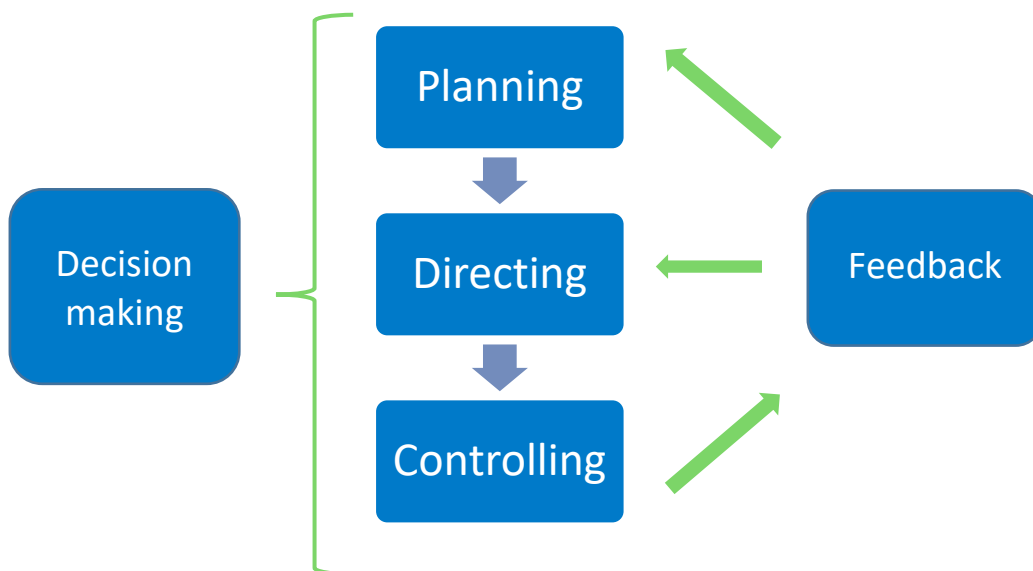 Planning
Decision
making
Directing
Feedback
Controlling